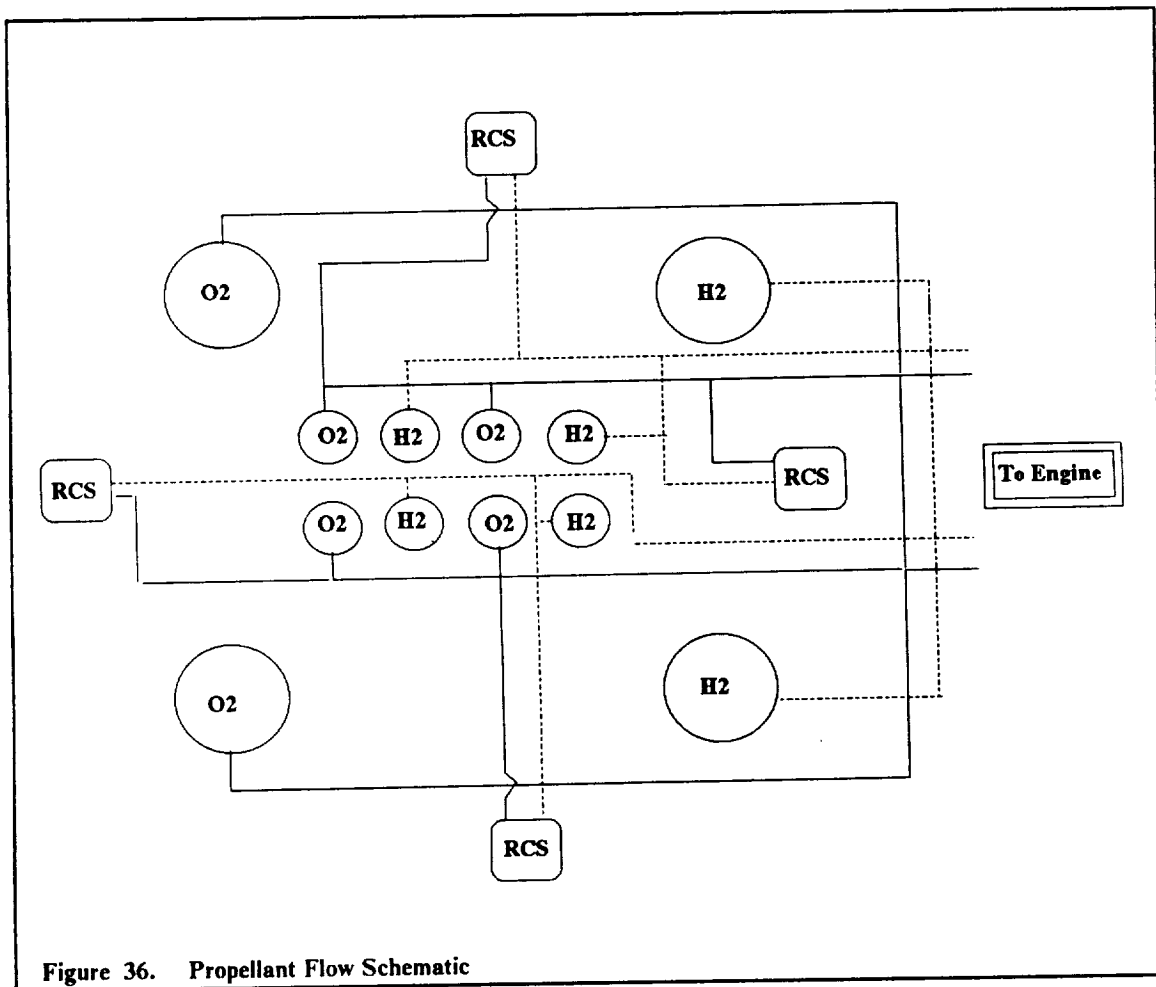 RCS
O2
H2
O2
H2
O2
H2
RCS
RCS
To Engine
O2
H2
O2
H2
O2
H2
RCS
Figure 36. Propellant Flow Schematic